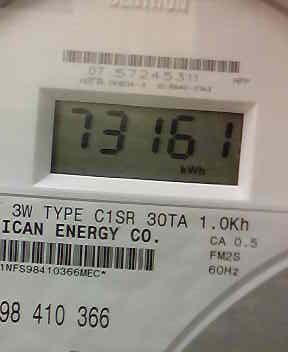 07 57245311
73161
kWh
3W TYPE C1SR 30TA 1.0Kh
ICAN ENERGY CO.
CA 0.5
FM2S
60Hz
1NFS98410366MEC*
98 410 366